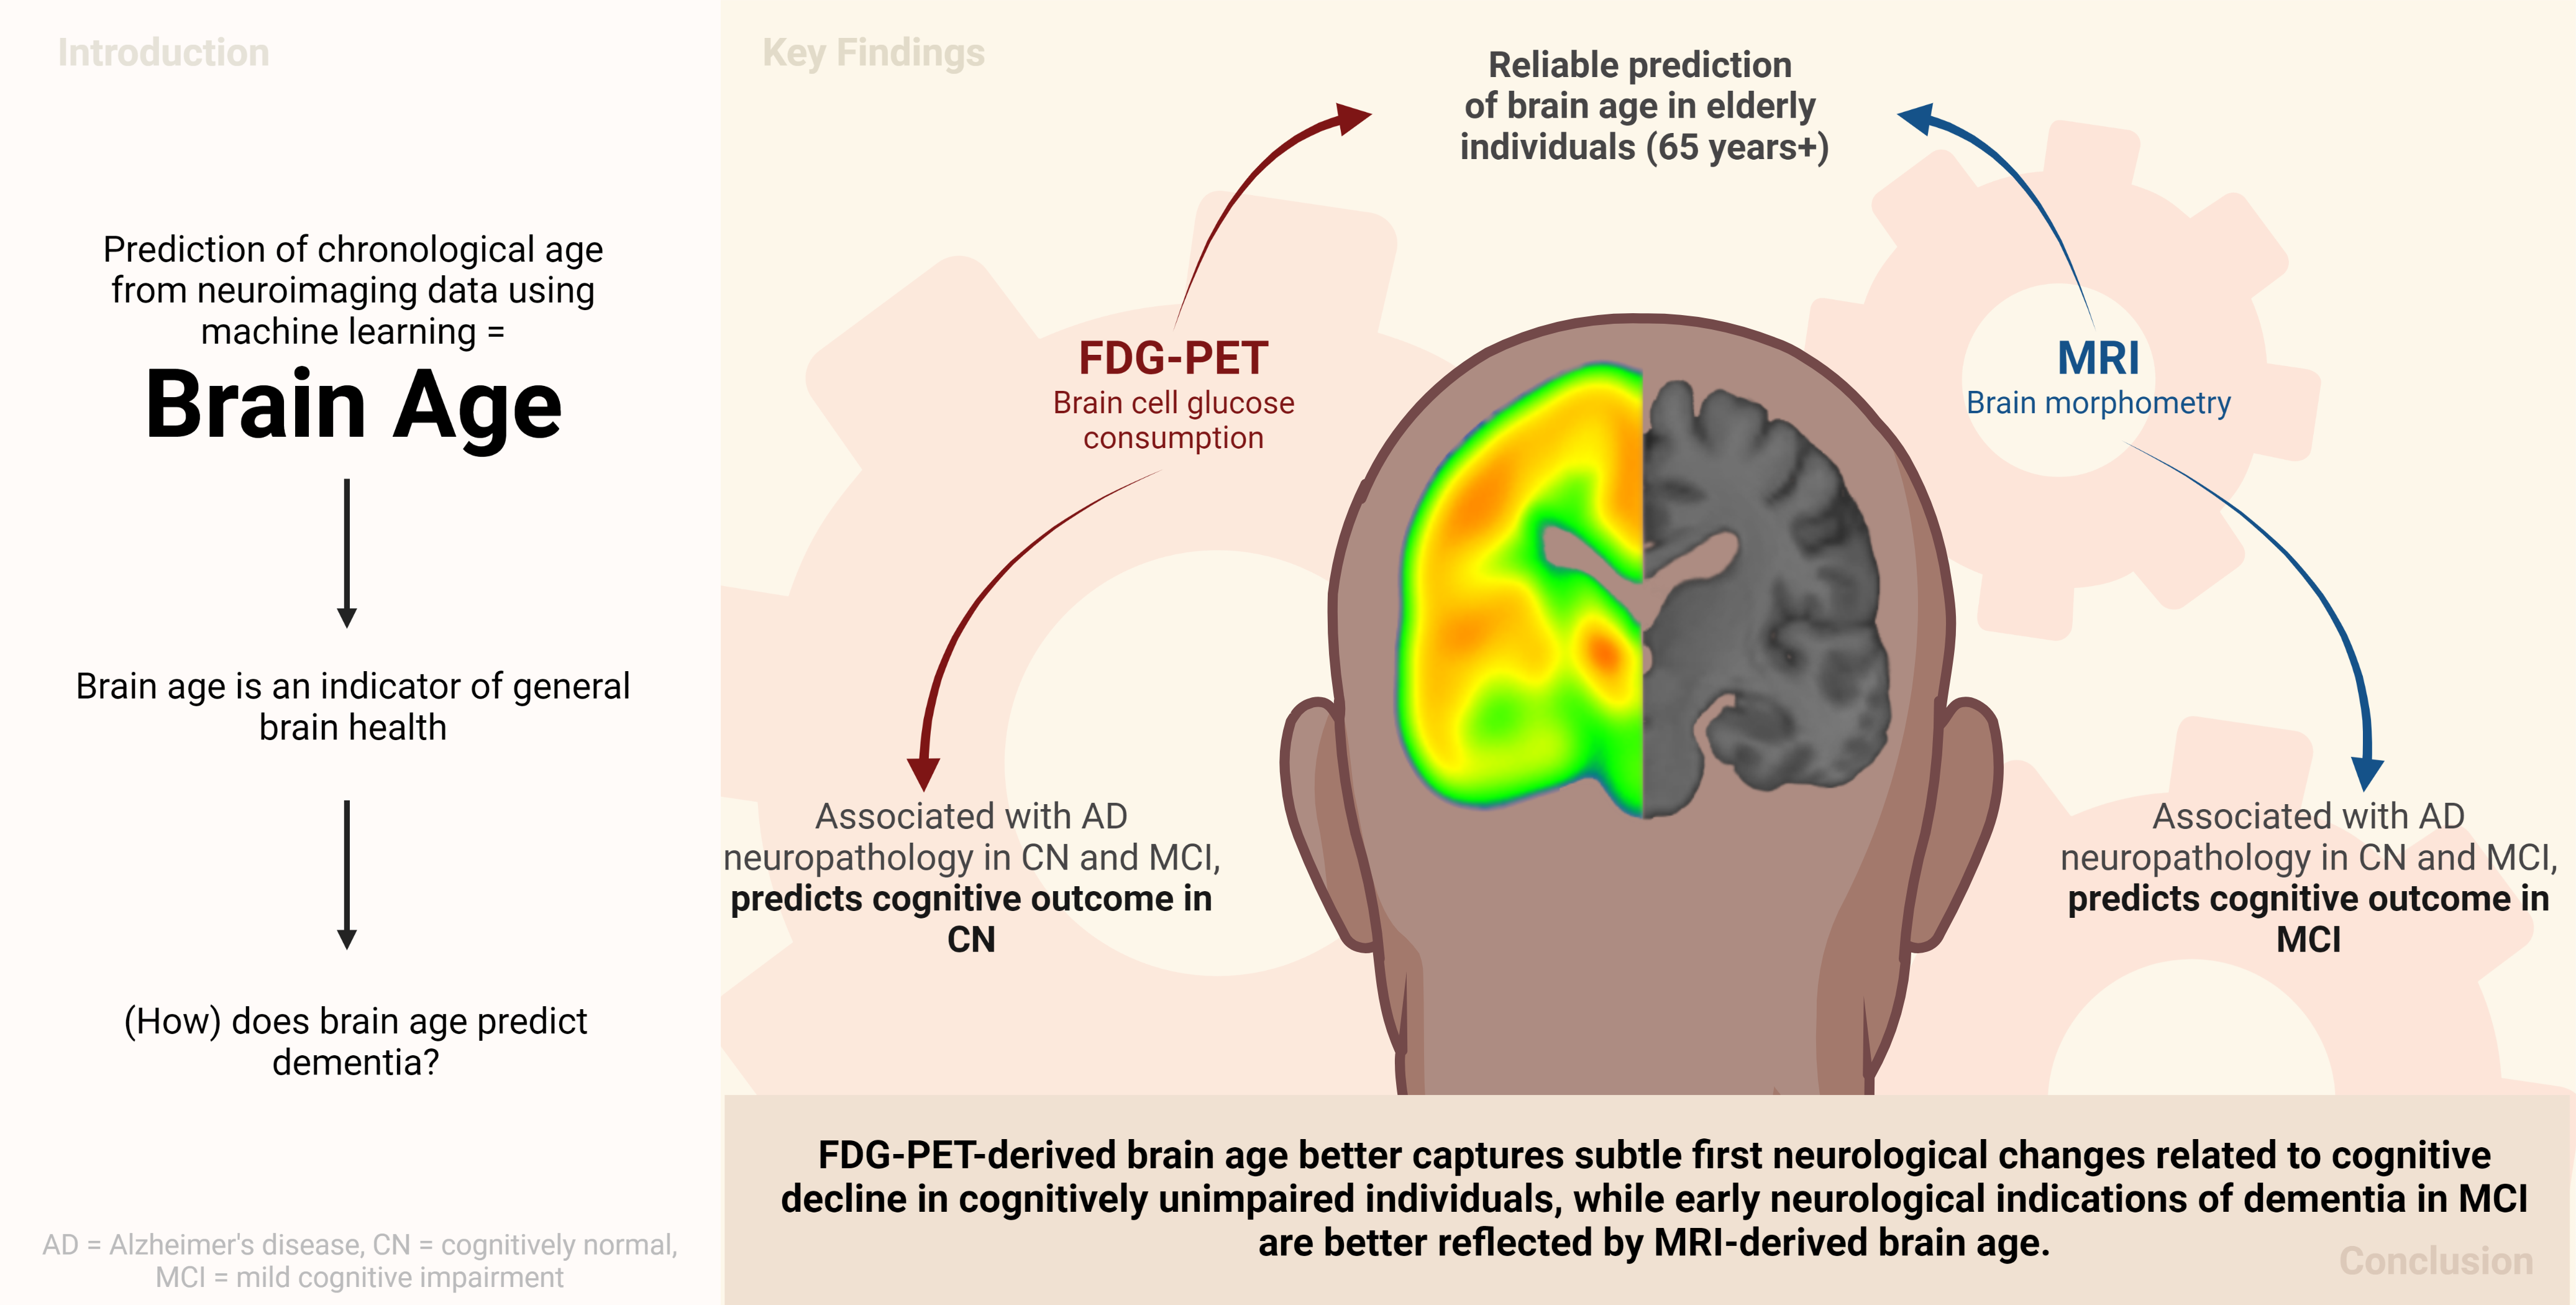 Introduction
Prediction of chronological age
from neuroimaging data using
machine learning =
Brain Age
Brain age is an indicator of general
brain health
(How) does brain age predict
dementia?
AD = Alzheimer's disease, CN = cognitively normal,
MCI = mild cognitive impairment
Key Findings
Reliable prediction
of brain age in elderly
individuals (65 years+)
FDG-PET
Brain cell glucose
consumption
MRI
Brain morphometry
Associated with AD
neuropathology in CN and MCI,
predicts cognitive outcome in
CN
Associated with AD
neuropathology in CN and MCI,
predicts cognitive outcome in
MCI
FDG-PET-derived brain age better captures subtle first neurological changes related to cognitive
decline in cognitively unimpaired individuals, while early neurological indications of dementia in MCI
are better reflected by MRI-derived brain age.
Conclusion